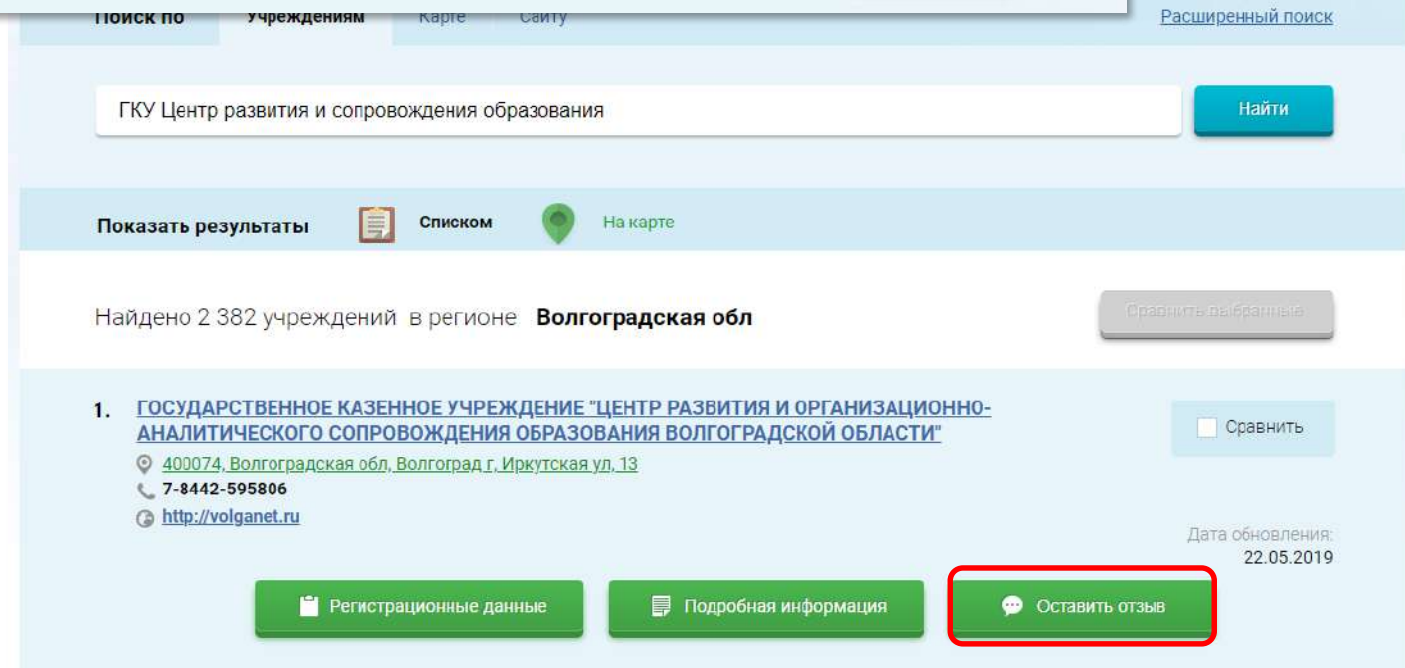 Поиск по Учреждениям Карте Сайту Расширенный поиск
ГКУ Центр развития и сопровождения образования Найти
Показать результаты Списком На карте
Найдено 2 382 учреждений в регионе Волгоградская обл Сравнить выбранные
1. ГОСУДАРСТВЕННОЕ КАЗЕННОЕ УЧРЕЖДЕНИЕ "ЦЕНТР РАЗВИТИЯ И ОРГАНИЗАЦИОННО-
АНАЛИТИЧЕСКОГО СОПРОВОЖДЕНИЯ ОБРАЗОВАНИЯ ВОЛГОГРАДСКОЙ ОБЛАСТИ" Сравнить
400074, Волгоградская обл, Волгоград г, Иркутская ул, 13
7-8442-595806
http://volganet.ru
Дата обновления:
22.05.2019
Регистрационные данные Подробная информация Оставить отзыв